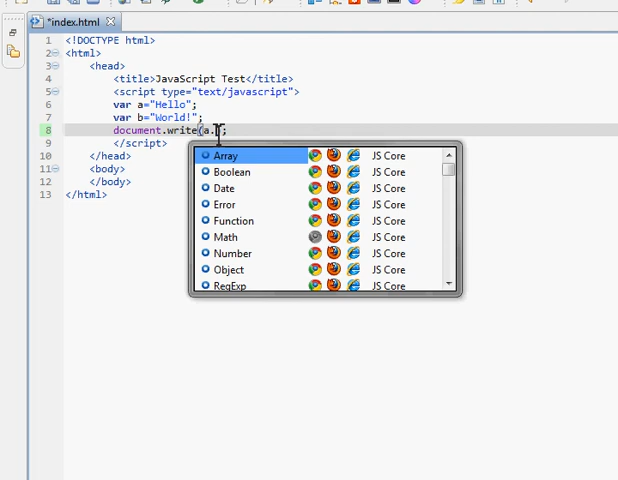 *index.html
1 <!DOCTYPE html>
2 <html>
3 <head>
4 <title>JavaScript Test</title>
5 <script type="text/javascript">
6 var a="Hello";
7 var b="World!";
8 document.write(a.);
9 </script>
10 </head>
11 <body>
12 </body>
13 </html>
Array JS Core
Boolean JS Core
Date JS Core
Error JS Core
Function JS Core
Math JS Core
Number JS Core
Object JS Core
RegExp JS Core